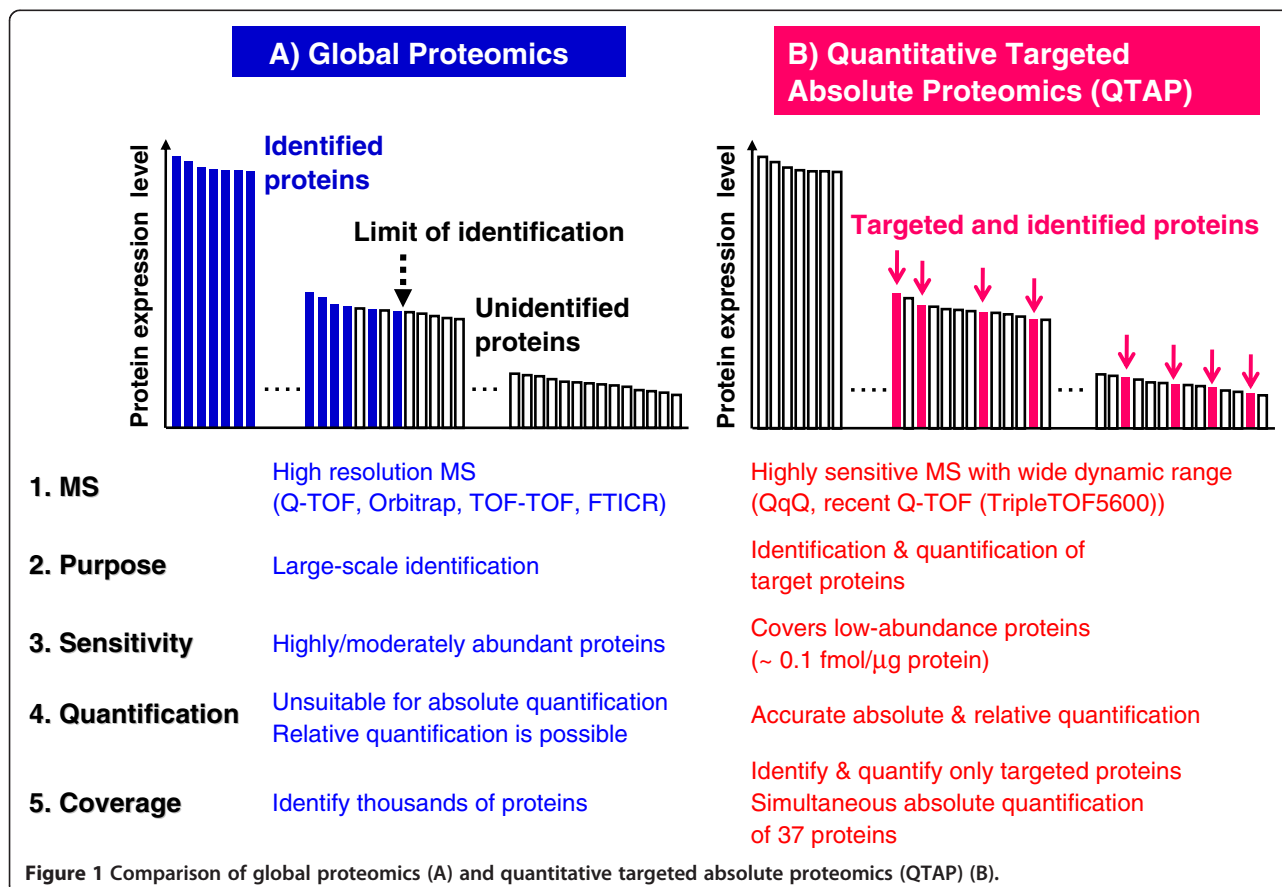 A) Global Proteomics
B) Quantitative Targeted
Absolute Proteomics (QTAP)
Protein expression level
Identified
proteins
Limit of identification
Unidentified
proteins
.....
...
Protein expression level
Targeted and identified proteins
.....
...
1. MS
High resolution MS
(Q-TOF, Orbitrap, TOF-TOF, FTICR)
Highly sensitive MS with wide dynamic range
(QqQ, recent Q-TOF (TripleTOF5600))
2. Purpose
Large-scale identification
Identification & quantification of
target proteins
3. Sensitivity
Highly/moderately abundant proteins
Covers low-abundance proteins
(~ 0.1 fmol/μg protein)
4. Quantification
Unsuitable for absolute quantification
Relative quantification is possible
Accurate absolute & relative quantification
5. Coverage
Identify thousands of proteins
Identify & quantify only targeted proteins
Simultaneous absolute quantification
of 37 proteins
Figure 1 Comparison of global proteomics (A) and quantitative targeted absolute proteomics (QTAP) (B).